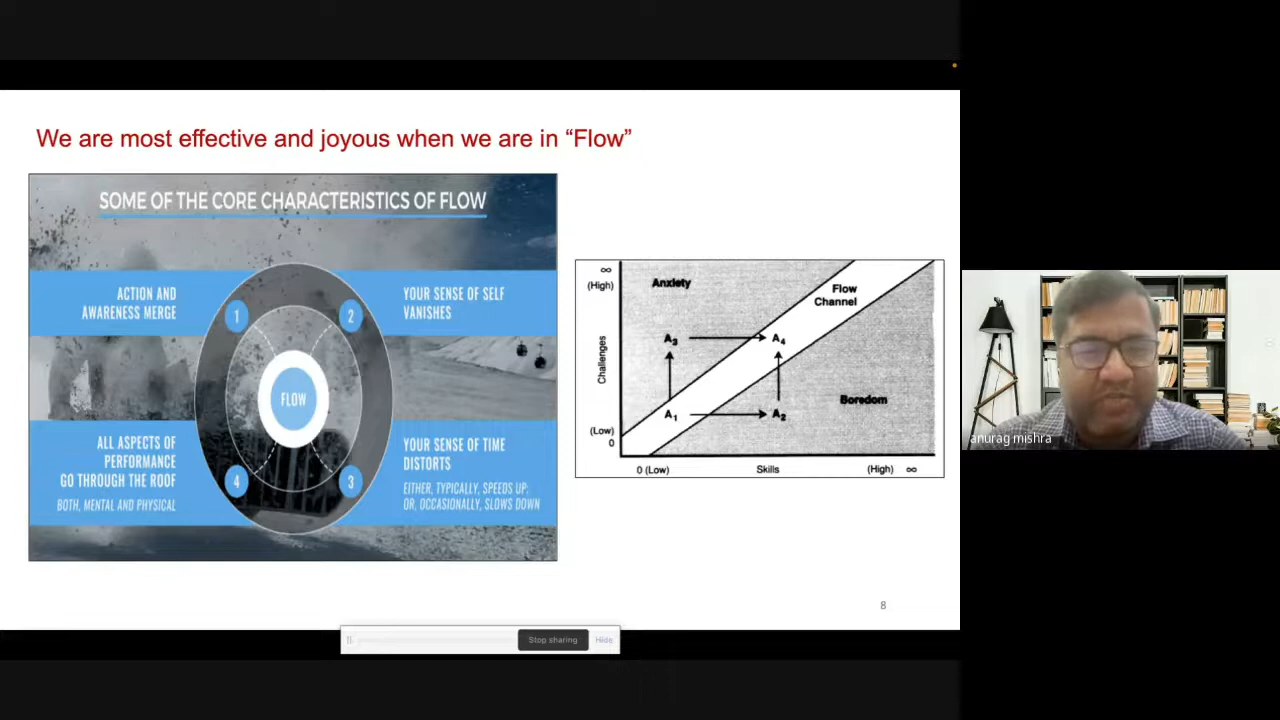 We are most effective and joyous when we are in “Flow”
SOME OF THE CORE CHARACTERISTICS OF FLOW
ACTION AND
AWARENESS MERGE
1
2
YOUR SENSE OF SELF
VANISHES
FLOW
ALL ASPECTS OF
PERFORMANCE
GO THROUGH THE ROOF
BOTH, MENTAL AND PHYSICAL
4
3
YOUR SENSE OF TIME
DISTORTS
EITHER, TYPICALLY, SPEEDS UP;
OR, OCCASIONALLY, SLOWS DOWN
∞
(High)
Anxiety
Flow
Channel
Challenges
A3
A4
A1
A2
Boredom
(Low)
0
0 (Low)
Skills
(High) ∞
anurag mishra
8
Stop sharing
Hide